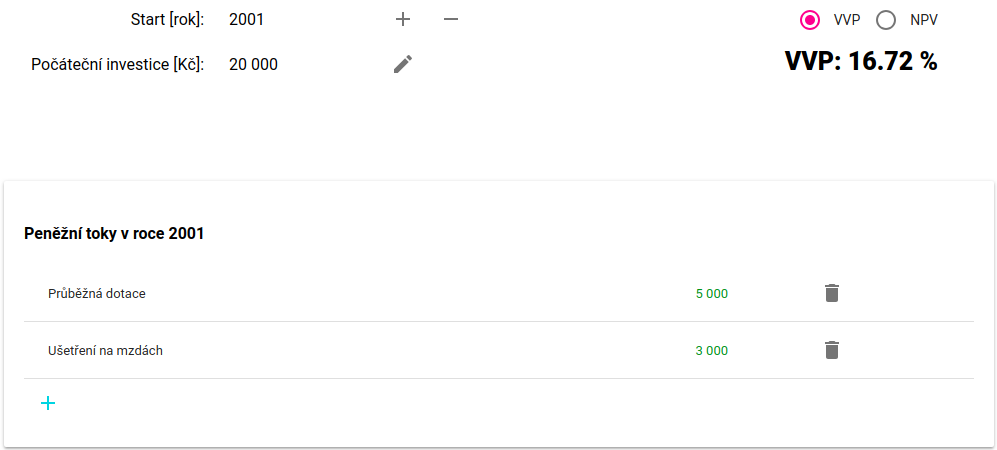 Start [rok]: 2001 VVP NPV
Počáteční investice [Kč]: 20 000 VVP: 16.72 %
Peněžní toky v roce 2001
Průběžná dotace 5 000
Ušetření na mzdách 3 000